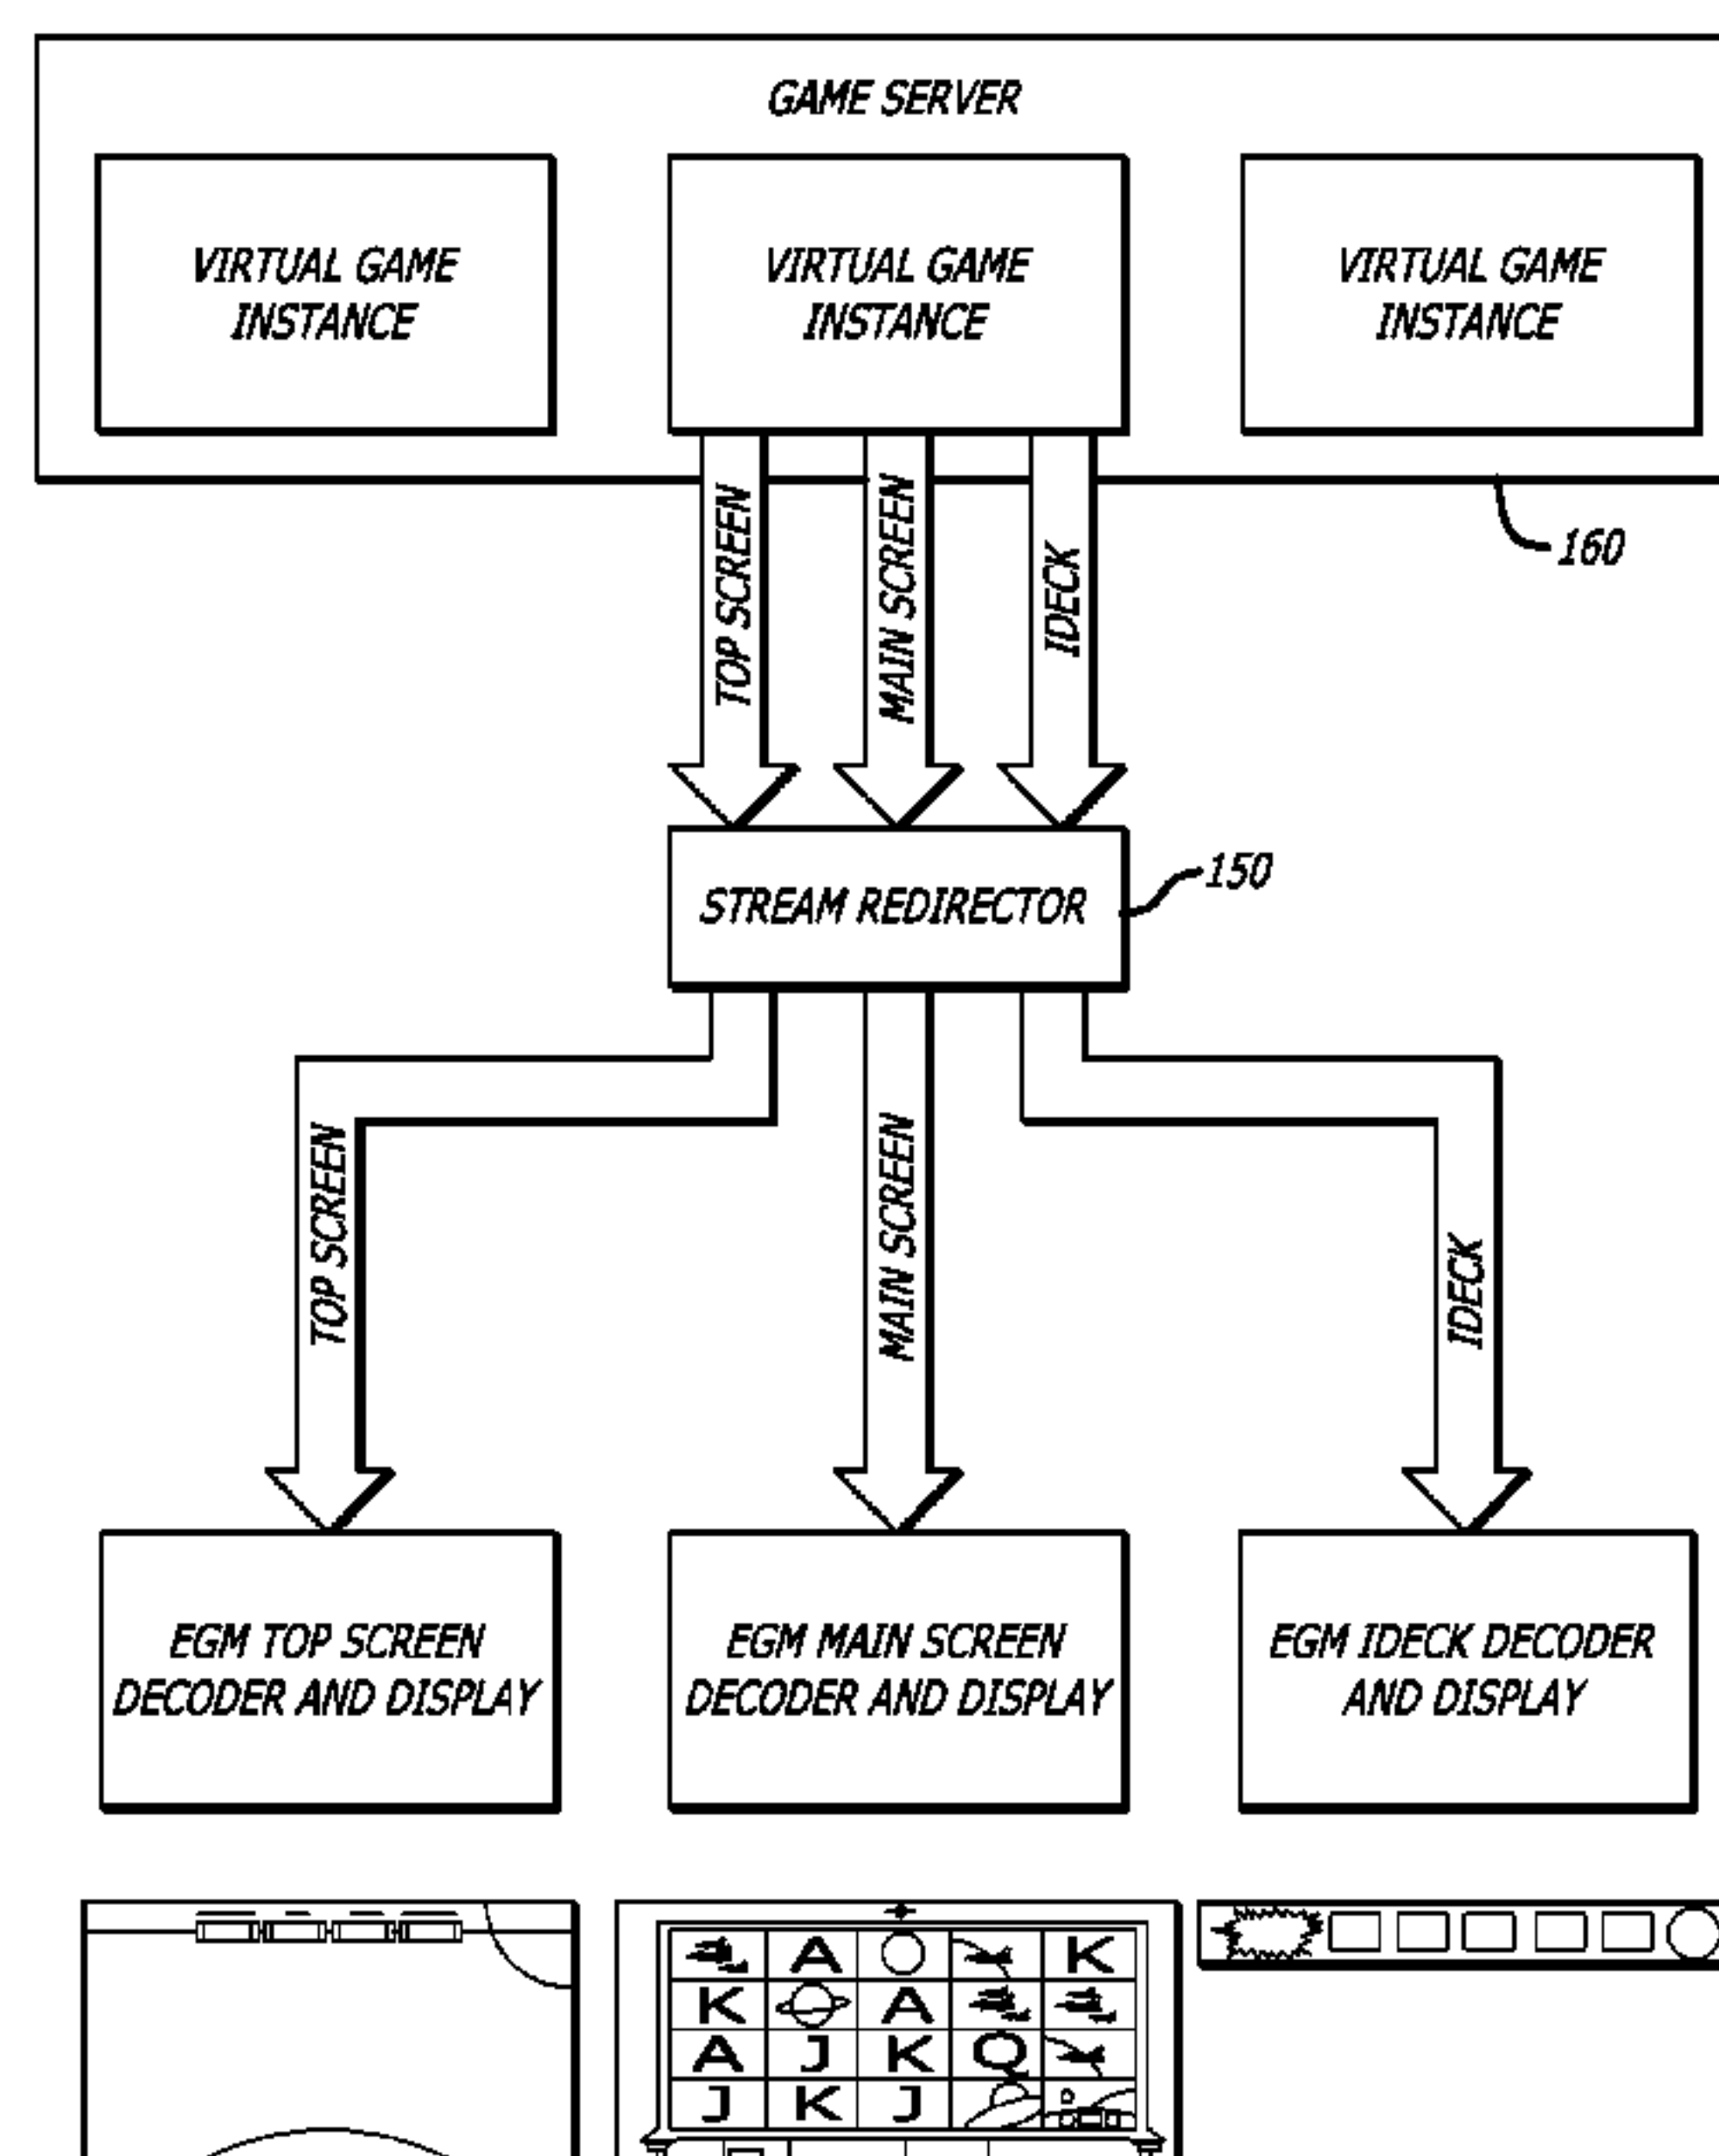 GAME SERVER
VIRTUAL GAME
INSTANCE
VIRTUAL GAME
INSTANCE
VIRTUAL GAME
INSTANCE
TOP SCREEN
MAIN SCREEN
IDECK
160
STREAM REDIRECTOR
150
TOP SCREEN
MAIN SCREEN
IDECK
EGM TOP SCREEN
DECODER AND DISPLAY
EGM MAIN SCREEN
DECODER AND DISPLAY
EGM IDECK DECODER
AND DISPLAY
A K
K A
A J K Q
J K J